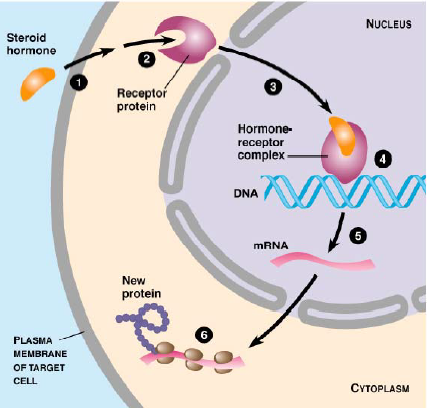 NUCLEUS
Steroid
hormone
1
2
Receptor
protein
3
Hormone-
receptor
complex
4
DNA
5
mRNA
New
protein
6
PLASMA
MEMBRANE
OF TARGET
CELL
CYTOPLASM